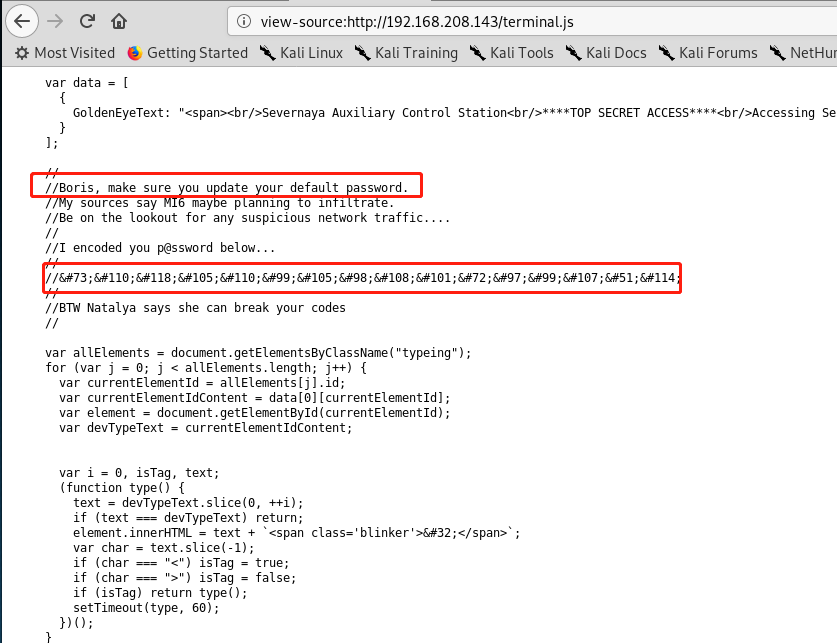 view-source:http://192.168.208.143/terminal.js
Most Visited Getting Started Kali Linux Kali Training Kali Tools Kali Docs Kali Forums
var data = [
{
GoldenEyeText: "<span><br/>Severnaya Auxiliary Control Station<br/>****TOP SECRET ACCESS****<br/>Accessing Se
}
];
//
//Boris, make sure you update your default password.
//My sources say MI6 maybe planning to infiltrate.
//Be on the lookout for any suspicious network traffic....
//
//I encoded you p@ssword below...
//
//&#73;&#110;&#118;&#105;&#110;&#99;&#105;&#98;&#108;&#101;&#72;&#97;&#99;&#107;&#51;&#114;
//
//BTW Natalya says she can break your codes
//
var allElements = document.getElementsByClassName("typeing");
for (var j = 0; j < allElements.length; j++) {
var currentElementId = allElements[j].id;
var currentElementIdContent = data[0][currentElementId];
var element = document.getElementById(currentElementId);
var devTypeText = currentElementIdContent;
var i = 0, isTag, text;
(function type() {
text = devTypeText.slice(0, ++i);
if (text === devTypeText) return;
element.innerHTML = text + `<span class='blinker'>&#32;</span>`;
var char = text.slice(-1);
if (char === "<") isTag = true;
if (char === ">") isTag = false;
if (isTag) return type();
setTimeout(type, 60);
})();
}